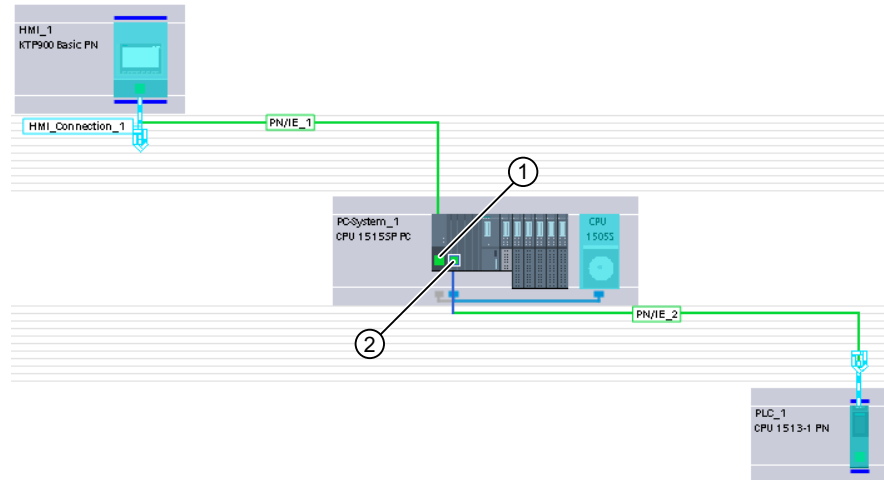 HMI_1
KTP900 Basic PN
HMI_Connection_1
PN/IE_1
1
PC-System_1
CPU 1515SP PC
CPU
1505S
2
PN/IE_2
PLC_1
CPU 1513-1 PN